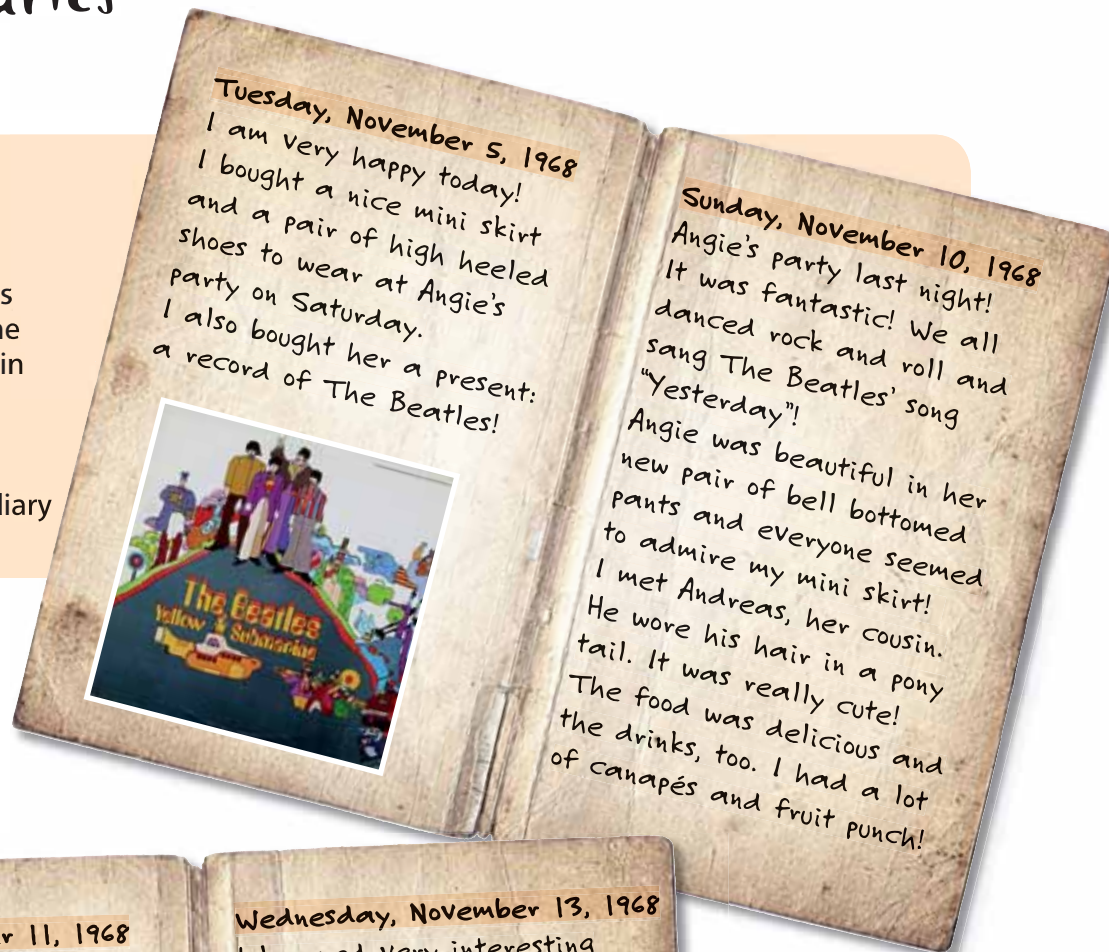 s
he
in
diary
Tuesday, November 5, 1968
I am very happy today!
I bought a nice mini skirt
and a pair of high heeled
shoes to wear at Angie's
party on Saturday.
I also bought her a present:
a record of The Beatles!
The Beatles
Yellow Submarine
Sunday, November 10, 1968
Angie's party last night!
It was fantastic! We all
danced rock and roll and
sang The Beatles' song
"Yesterday"!
Angie was beautiful in her
new pair of bell bottomed
pants and everyone seemed
to admire my mini skirt!
I met Andreas, her cousin.
He wore his hair in a pony
tail. It was really cute!
The food was delicious and
the drinks, too. I had a lot
of canapés and fruit punch!
r 11, 1968
Wednesday, November 13, 1968
very interesting